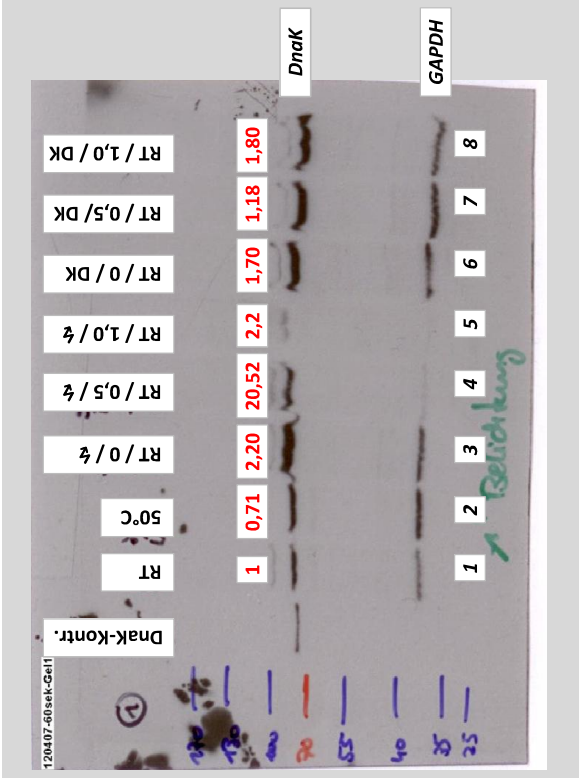 DnaK
GAPDH
RT / 1,0 / DK
1,80
8
RT / 0,5/ DK
1,18
7
RT / 0 / DK
1,70
6
RT / 1,0 / ↯
2,2
5
RT / 0,5 / ↯
20,52
4
RT / 0 / ↯
2,20
3
50°C
0,71
2
RT
1
1
DnaK-Kontr.
Belichtung
120407-60sek-Gel1
1
170
130
100
70
55
40
35
25